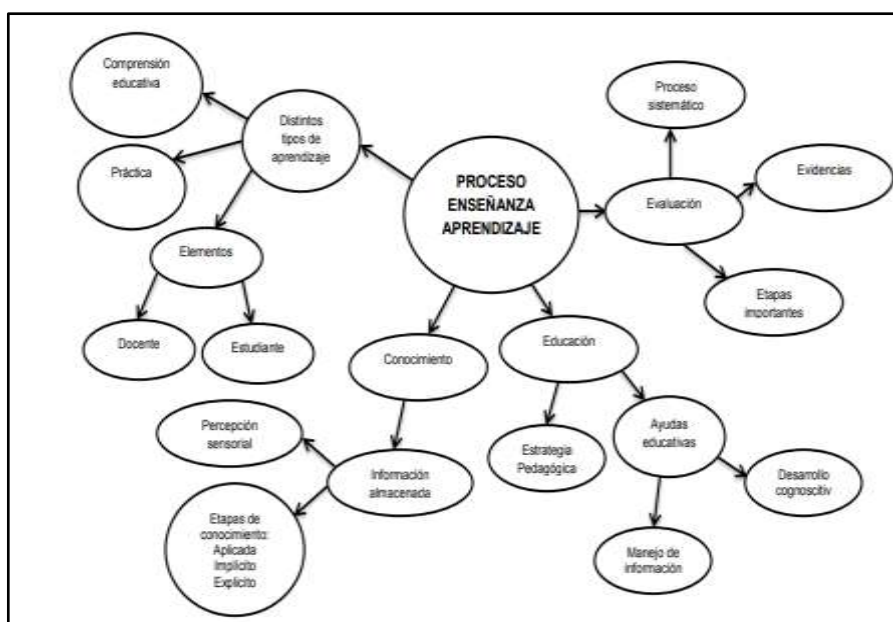 Comprensión
educativa
Distintos
tipos de
aprendizaje
Práctica
Elementos
Docente
Estudiante
PROCESO
ENSEÑANZA
APRENDIZAJE
Proceso
sistemático
Evaluación
Evidencias
Etapas
importantes
Conocimiento
Información
almacenada
Percepción
sensorial
Etapas de
conocimiento:
Aplicada
Implícito
Explícito
Educación
Estrategia
Pedagógica
Ayudas
educativas
Desarrollo
cognoscitiv
Manejo de
información